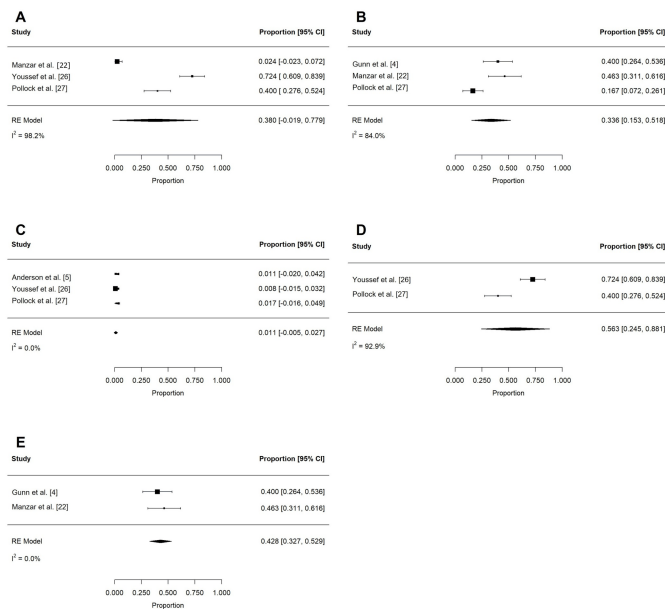 A
Study Proportion [95% CI]
Manzar et al. [22] 0.024 [-0.023, 0.072]
Youssef et al. [26] 0.724 [0.609, 0.839]
Pollock et al. [27] 0.400 [ 0.276, 0.524]
RE Model 0.380 [-0.019, 0.779]
I² = 98.2%
0.000 0.250 0.500 0.750 1.000
Proportion
B
Study Proportion [95% CI]
Gunn et al. [4] 0.400 [0.264, 0.536]
Manzar et al. [22] 0.463 [0.311, 0.616]
Pollock et al. [27] 0.167 [0.072, 0.261]
RE Model 0.336 [0.153, 0.518]
I² = 84.0%
0.000 0.250 0.500 0.750 1.000
Proportion
C
Study Proportion [95% CI]
Anderson et al. [5] 0.011 [-0.020, 0.042]
Youssef et al. [26] 0.008 [-0.015, 0.032]
Pollock et al. [27] 0.017 [-0.016, 0.049]
RE Model 0.011 [-0.005, 0.027]
I² = 0.0%
0.000 0.250 0.500 0.750 1.000
Proportion
D
Study Proportion [95% CI]
Youssef et al. [26] 0.724 [0.609, 0.839]
Pollock et al. [27] 0.400 [0.276, 0.524]
RE Model 0.563 [0.245, 0.881]
I² = 92.9%
0.000 0.250 0.500 0.750 1.000
Proportion
E
Study Proportion [95% CI]
Gunn et al. [4] 0.400 [0.264, 0.536]
Manzar et al. [22] 0.463 [0.311, 0.616]
RE Model 0.428 [0.327, 0.529]
I² = 0.0%
0.000 0.250 0.500 0.750 1.000
Proportion